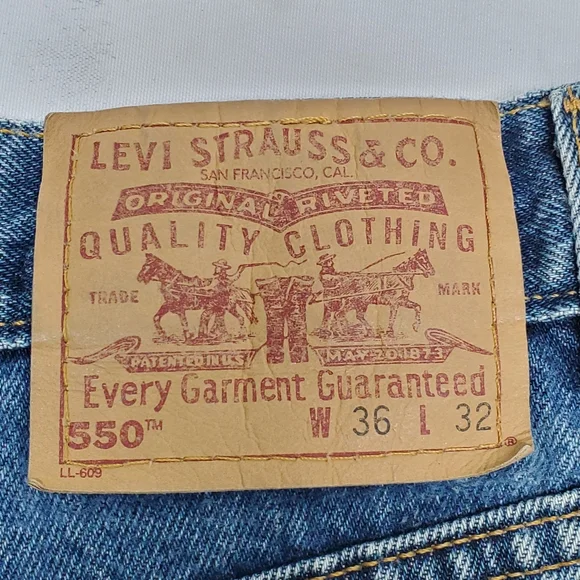 LEVI STRAUSS & CO.
SAN FRANCISCO, CAL.
ORIGINAL RIVETED
QUALITY CLOTHING
TRADE MARK
PATENTED IN U.S. MAY 20 1873
Every Garment Guaranteed
550™ W 36 L 32
®
LL-609